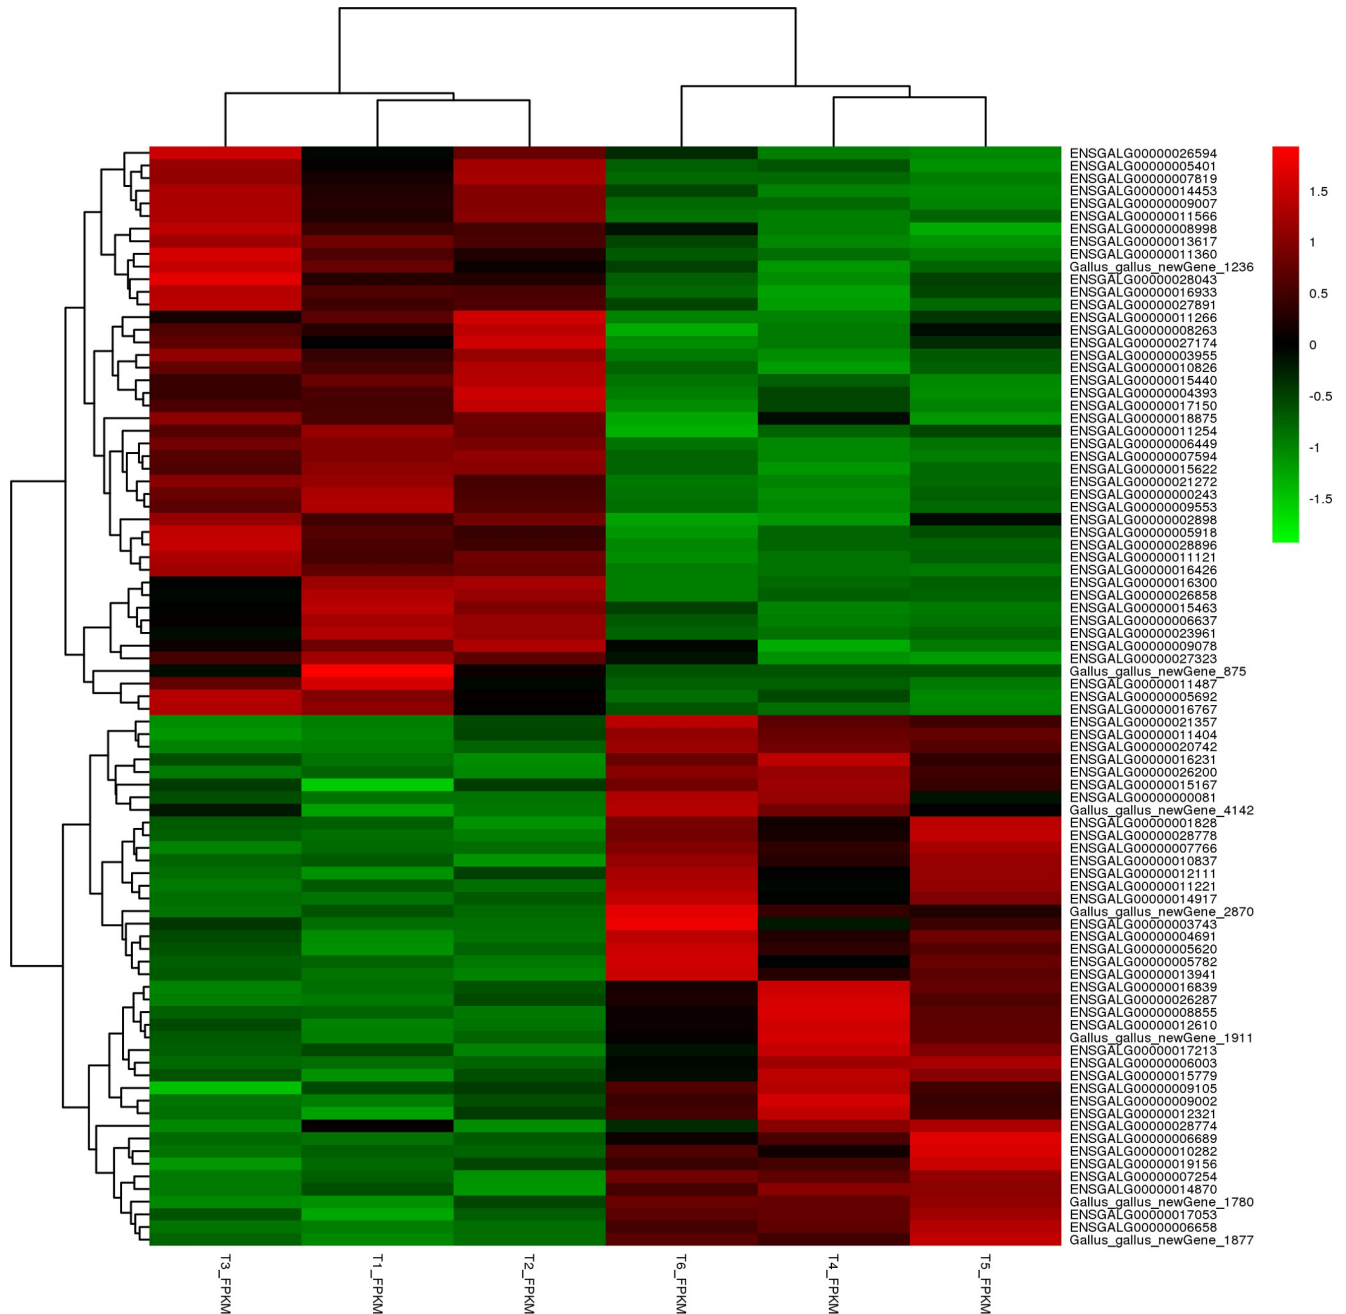 ENSGALG00000026594
ENSGALG00000005401
ENSGALG00000007819
ENSGALG00000014453
ENSGALG00000009007
ENSGALG00000011566
ENSGALG00000008998
ENSGALG00000013617
ENSGALG00000011360
Gallus_gallus_newGene_1236
ENSGALG00000028043
ENSGALG00000016933
ENSGALG00000027891
ENSGALG00000011266
ENSGALG00000008263
ENSGALG00000027174
ENSGALG00000003955
ENSGALG00000010826
ENSGALG00000015440
ENSGALG00000004393
ENSGALG00000017150
ENSGALG00000018875
ENSGALG00000011254
ENSGALG00000006449
ENSGALG00000007594
ENSGALG00000015622
ENSGALG00000021272
ENSGALG00000000243
ENSGALG00000009553
ENSGALG00000002898
ENSGALG00000005918
ENSGALG00000028896
ENSGALG00000011121
ENSGALG00000016426
ENSGALG00000016300
ENSGALG00000026858
ENSGALG00000015463
ENSGALG00000006637
ENSGALG00000023961
ENSGALG00000009078
ENSGALG00000027323
Gallus_gallus_newGene_875
ENSGALG00000011487
ENSGALG00000005692
ENSGALG00000016767
ENSGALG00000021357
ENSGALG00000011404
ENSGALG00000020742
ENSGALG00000016231
ENSGALG00000026200
ENSGALG00000015167
ENSGALG00000000081
Gallus_gallus_newGene_4142
ENSGALG00000001828
ENSGALG00000028778
ENSGALG00000007766
ENSGALG00000010837
ENSGALG00000012111
ENSGALG00000011221
ENSGALG00000014917
Gallus_gallus_newGene_2870
ENSGALG00000003743
ENSGALG00000004691
ENSGALG00000005620
ENSGALG00000005782
ENSGALG00000013941
ENSGALG00000016839
ENSGALG00000026287
ENSGALG00000008855
ENSGALG00000012610
Gallus_gallus_newGene_1911
ENSGALG00000017213
ENSGALG00000006003
ENSGALG00000015779
ENSGALG00000009105
ENSGALG00000009002
ENSGALG00000012321
ENSGALG00000028774
ENSGALG00000006689
ENSGALG00000010282
ENSGALG00000019156
ENSGALG00000007254
ENSGALG00000014870
Gallus_gallus_newGene_1780
ENSGALG00000017053
ENSGALG00000006658
Gallus_gallus_newGene_1877
1.5
1
0.5
0
-0.5
-1
-1.5
T3_FPKM
T1_FPKM
T2_FPKM
T6_FPKM
T4_FPKM
T5_FPKM